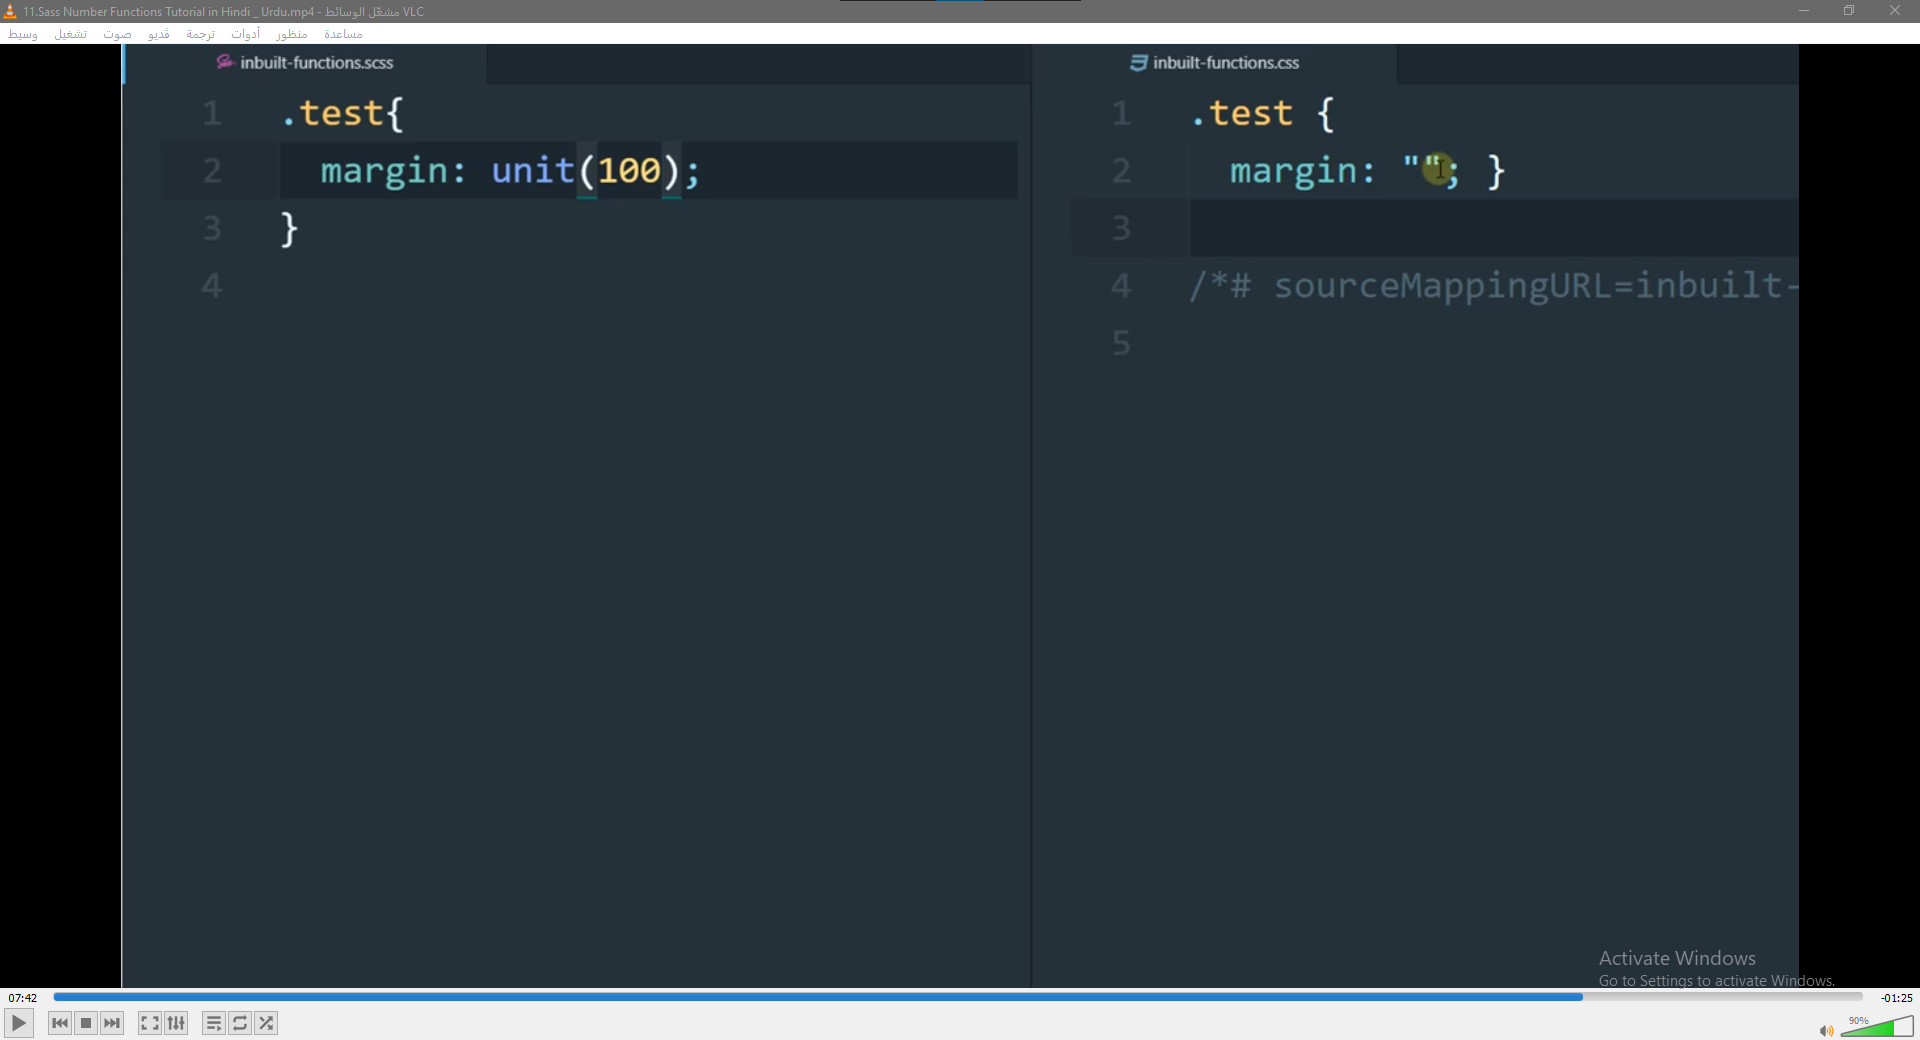 11.Sass Number Functions Tutorial in Hindi _ Urdu.mp4 - مشغّل الوسائط VLC
وسيط تشغيل صوت ڤديو ترجمة أدوات منظور مساعدة
inbuilt-functions.scss
1 .test{
2 margin: unit(100);
3 }
4
inbuilt-functions.css
1 .test {
2 margin: ""; }
3
4 /*# sourceMappingURL=inbuilt-
5
Activate Windows
Go to Settings to activate Windows.
07:42
-01:25
90%